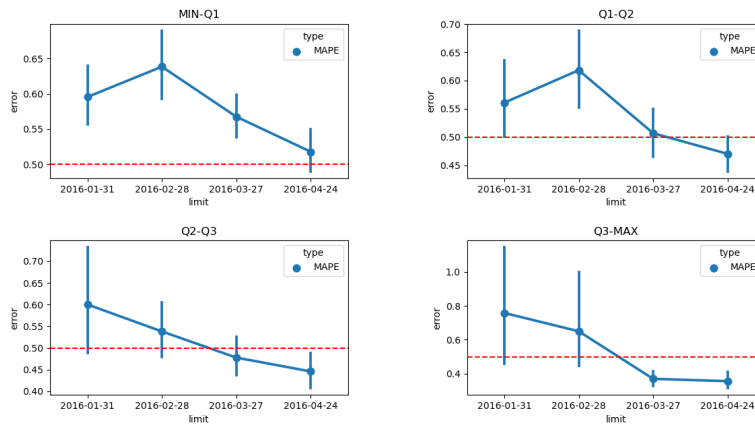 MIN-Q1
type
MAPE
error
0.65
0.60
0.55
0.50
2016-01-31 2016-02-28 2016-03-27 2016-04-24
limit
Q1-Q2
type
MAPE
error
0.70
0.65
0.60
0.55
0.50
0.45
2016-01-31 2016-02-28 2016-03-27 2016-04-24
limit
Q2-Q3
type
MAPE
error
0.70
0.65
0.60
0.55
0.50
0.45
0.40
2016-01-31 2016-02-28 2016-03-27 2016-04-24
limit
Q3-MAX
type
MAPE
error
1.0
0.8
0.6
0.4
2016-01-31 2016-02-28 2016-03-27 2016-04-24
limit